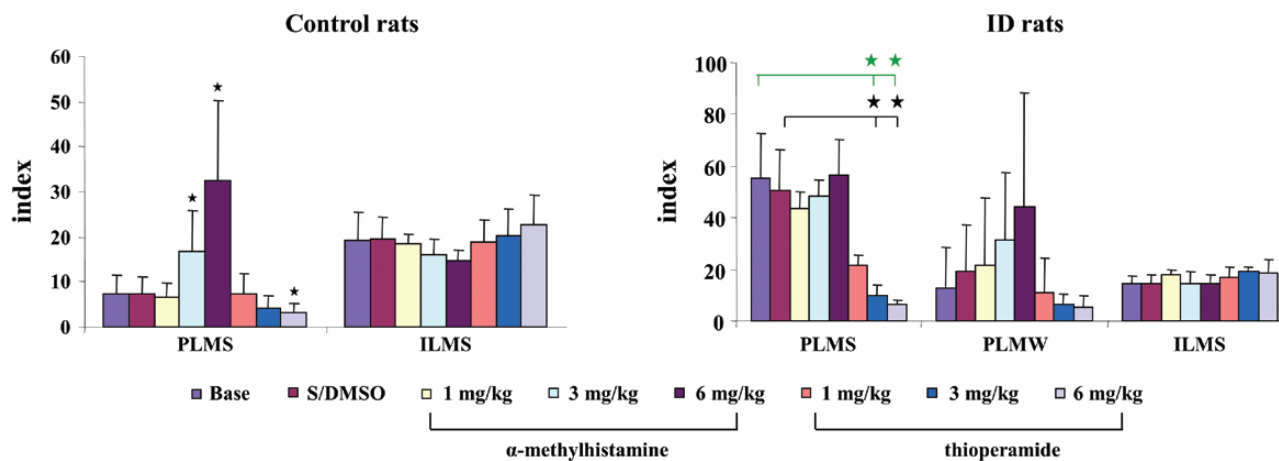 Control rats
60
50
40
30
20
10
0
index
PLMS ILMS
ID rats
100
80
60
40
20
0
index
PLMS PLMW ILMS
Base S/DMSO 1 mg/kg 3 mg/kg 6 mg/kg 1 mg/kg 3 mg/kg 6 mg/kg
α-methylhistamine thioperamide